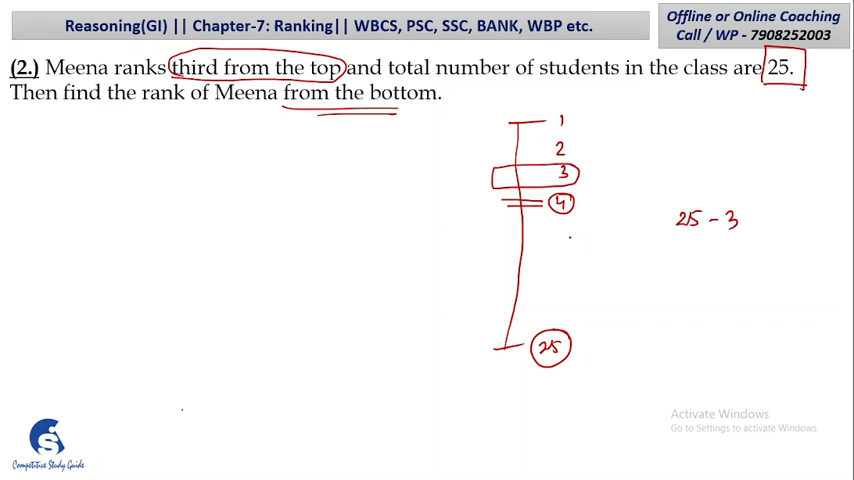 Reasoning(GI) || Chapter-7: Ranking|| WBCS, PSC, SSC, BANK, WBP etc.
Offline or Online Coaching
Call / WP - 7908252003
(2.) Meena ranks third from the top and total number of students in the class are 25.
Then find the rank of Meena from the bottom.
1
2
3
4
25 - 3
25
Activate Windows
Go to Settings to activate Windows.
S
Competitive Study Guide